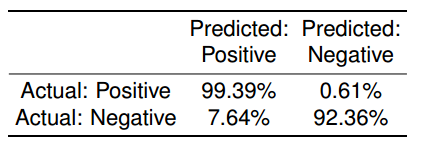 Predicted: Predicted:
Positive Negative
Actual: Positive 99.39% 0.61%
Actual: Negative 7.64% 92.36%